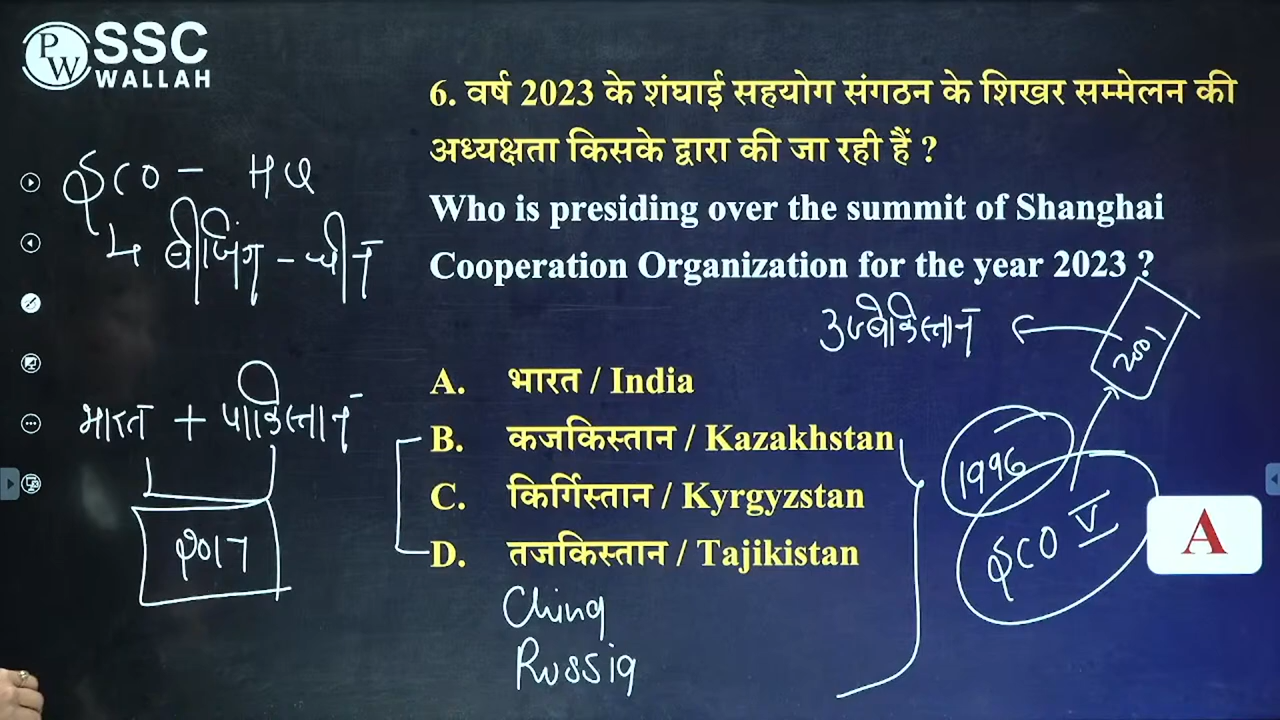 PW SSC
WALLAH
6. वर्ष 2023 के शंघाई सहयोग संगठन के शिखर सम्मेलन की
अध्यक्षता किसके द्वारा की जा रही हैं ?
Who is presiding over the summit of Shanghai
Cooperation Organization for the year 2023 ?
A. भारत / India
B. कजकिस्तान / Kazakhstan
C. किर्गिस्तान / Kyrgyzstan
D. तजकिस्तान / Tajikistan
China
Russia
SCO - HQ
↳ बीजिंग - चीन
भारत + पाकिस्तान
2017
उज्बेकिस्तान ← 2001
1996
SCO V
A